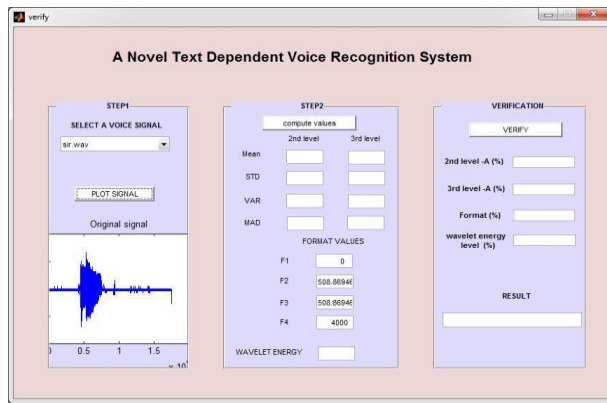 verify
A Novel Text Dependent Voice Recognition System
STEP1
SELECT A VOICE SIGNAL
sir.wav
PLOT SIGNAL
Original signal
0 0.5 1 1.5
STEP2
compute values
2nd level 3rd level
Mean
STD
VAR
MAD
FORMAT VALUES
F1 0
F2 508.86946
F3 508.86946
F4 4000
WAVELET ENERGY
VERIFICATION
VERIFY
2nd level -A (%)
3rd level -A (%)
Format (%)
wavelet energy
level (%)
RESULT